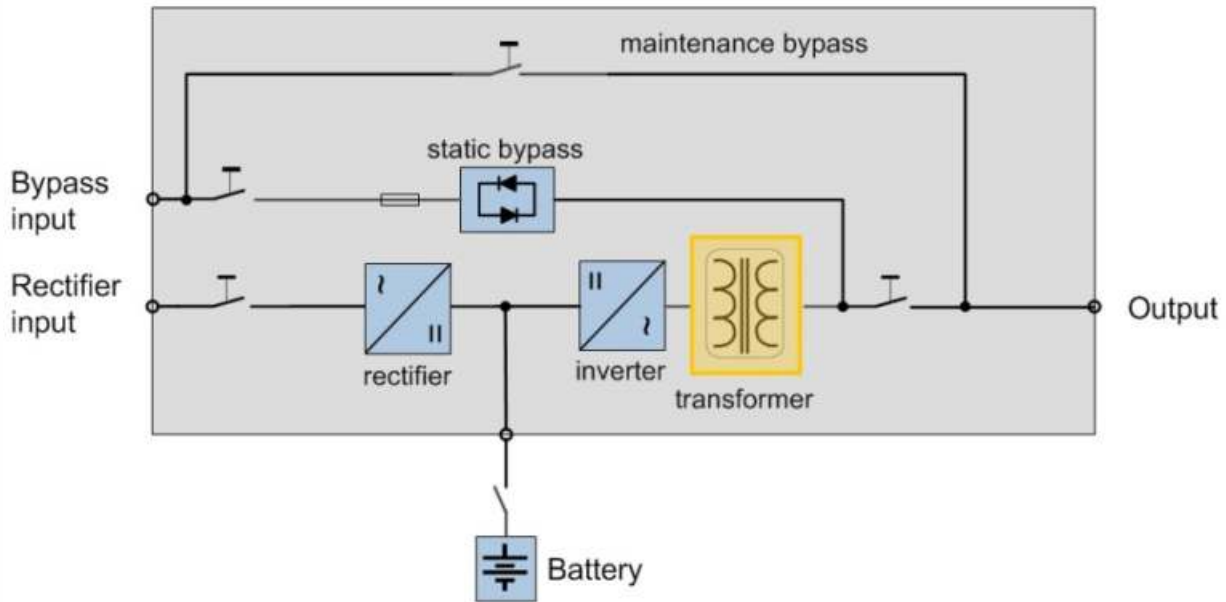 maintenance bypass
static bypass
Bypass
input
Rectifier
input
rectifier
inverter
transformer
Output
Battery